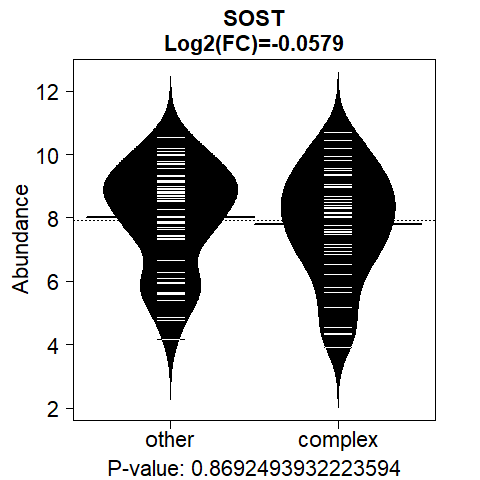 SOST
Log2(FC)=-0.0579
Abundance
12
10
8
6
4
2
other complex
P-value: 0.8692493932223594